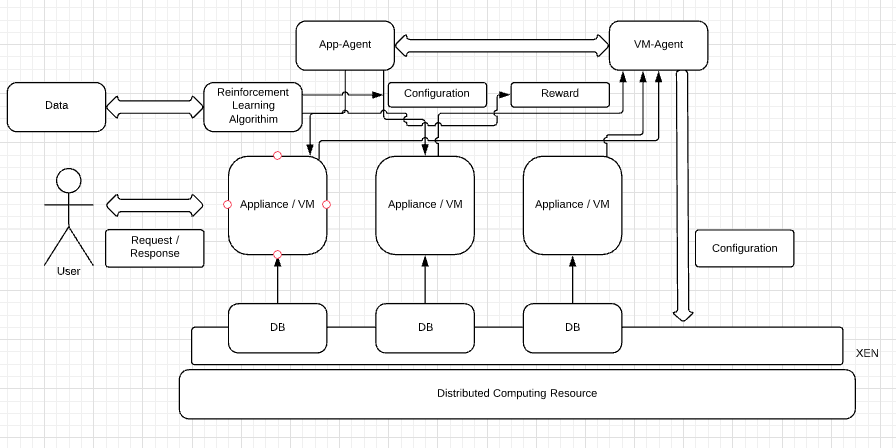 App-Agent
VM-Agent
Data
Reinforcement
Learning
Algorithim
Configuration
Reward
Appliance / VM
Appliance / VM
Appliance / VM
Request /
Response
User
Configuration
DB
DB
DB
XEN
Distributed Computing Resource